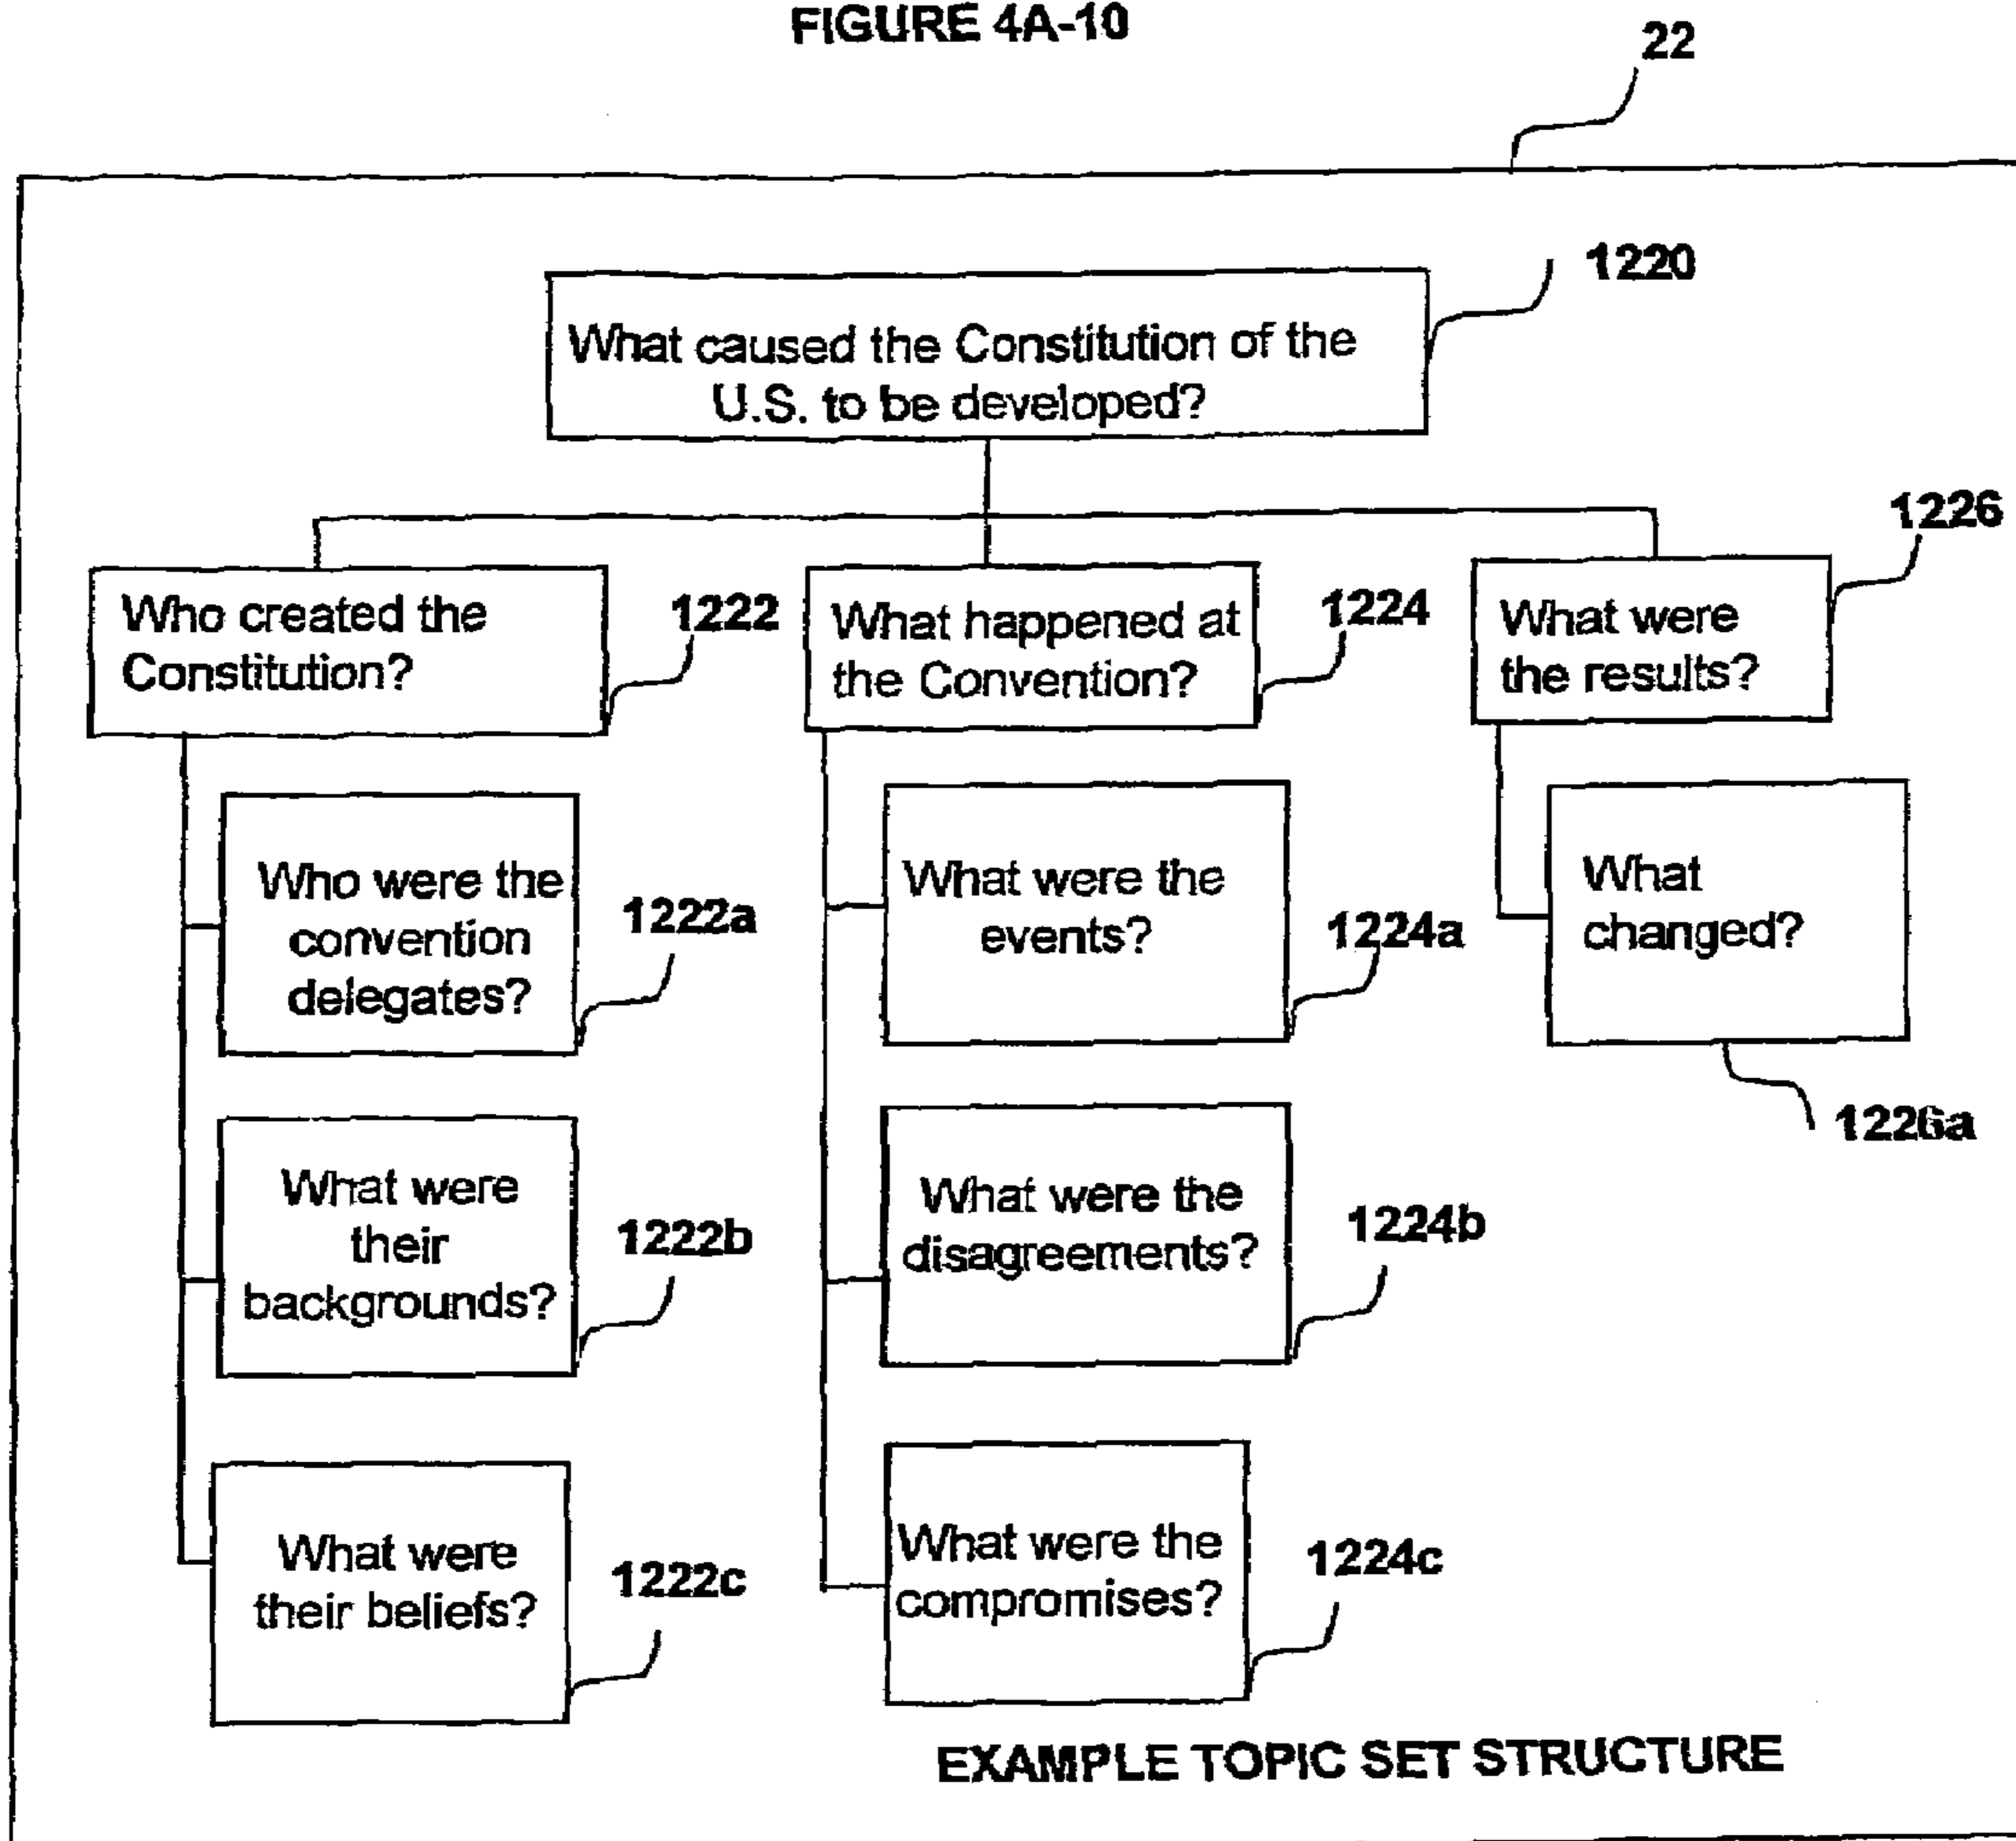 FIGURE 4A-10
22
1220
What caused the Constitution of the
U.S. to be developed?
1226
Who created the
Constitution?
1222
What happened at
the Convention?
1224
What were
the results?
Who were the
convention
delegates?
1222a
What were the
events?
1224a
What
changed?
1226a
What were
their
backgrounds?
1222b
What were the
disagreements?
1224b
What were
their beliefs?
1222c
What were the
compromises?
1224c
EXAMPLE TOPIC SET STRUCTURE